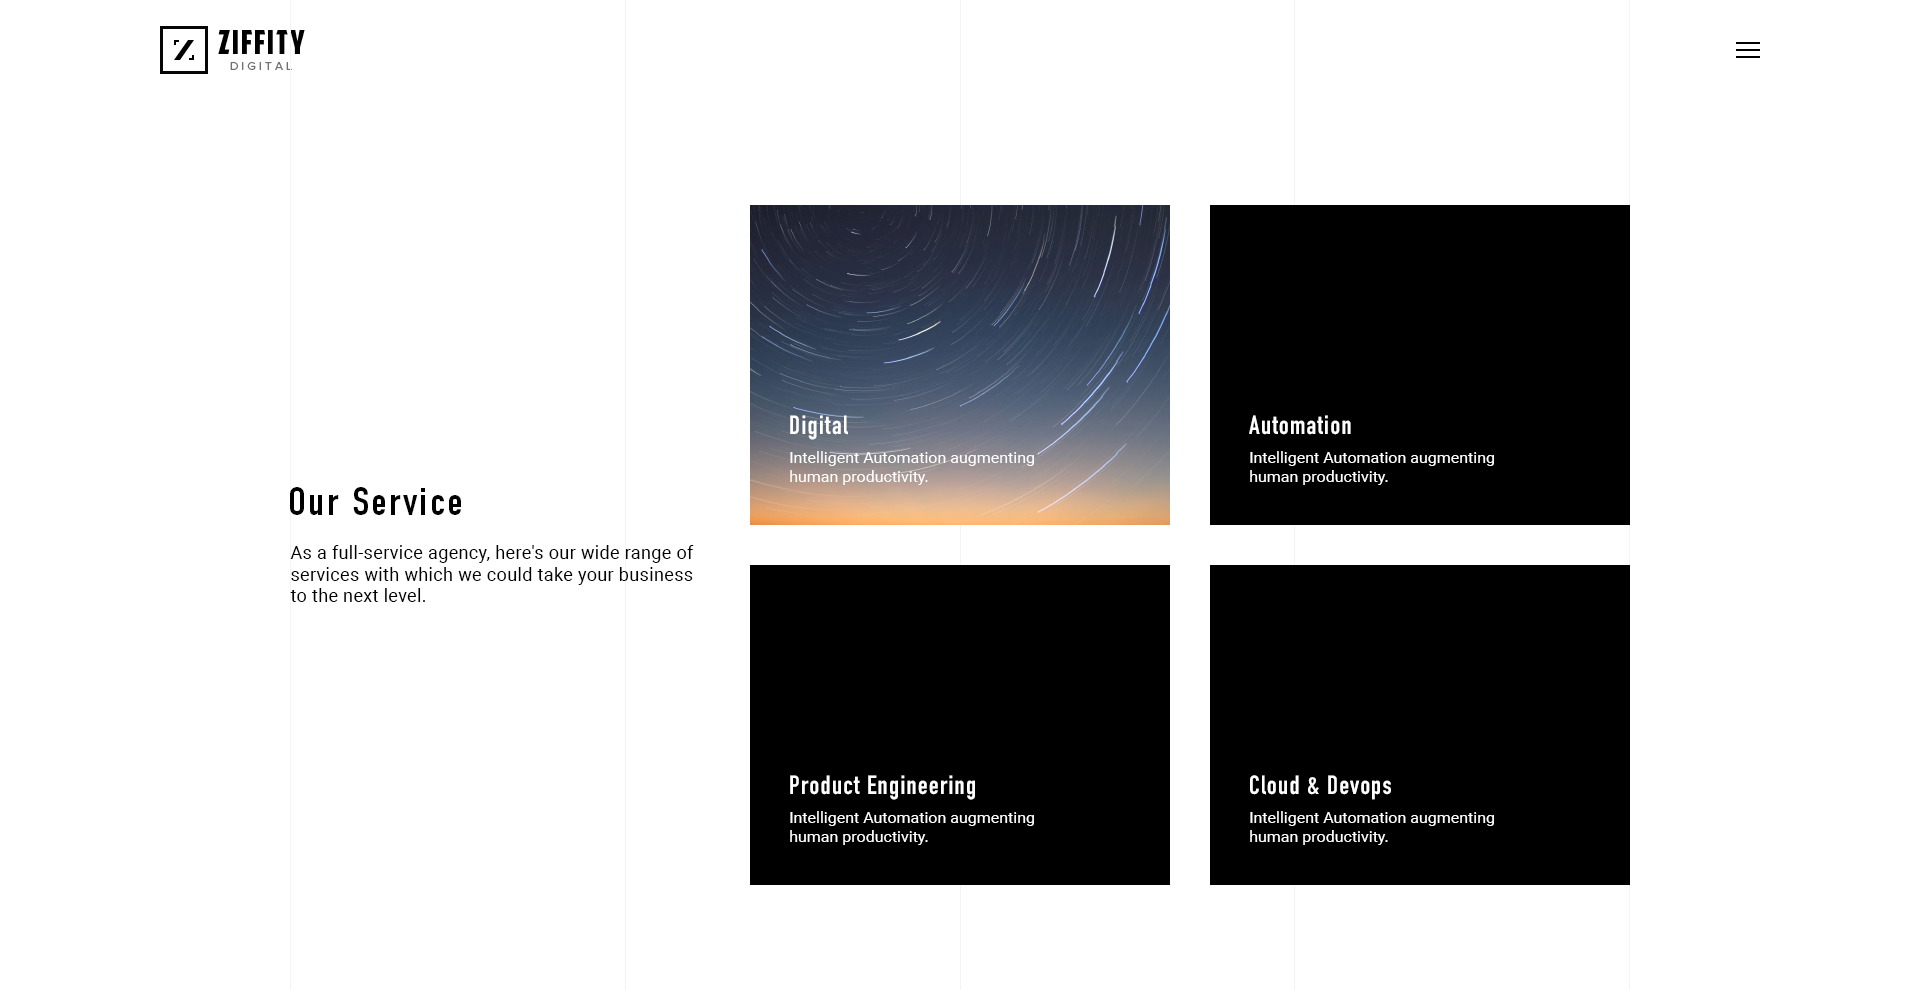 ZIFFITY
DIGITAL
Our Service
As a full-service agency, here's our wide range of
services with which we could take your business
to the next level.
Digital
Intelligent Automation augmenting
human productivity.
Automation
Intelligent Automation augmenting
human productivity.
Product Engineering
Intelligent Automation augmenting
human productivity.
Cloud & Devops
Intelligent Automation augmenting
human productivity.